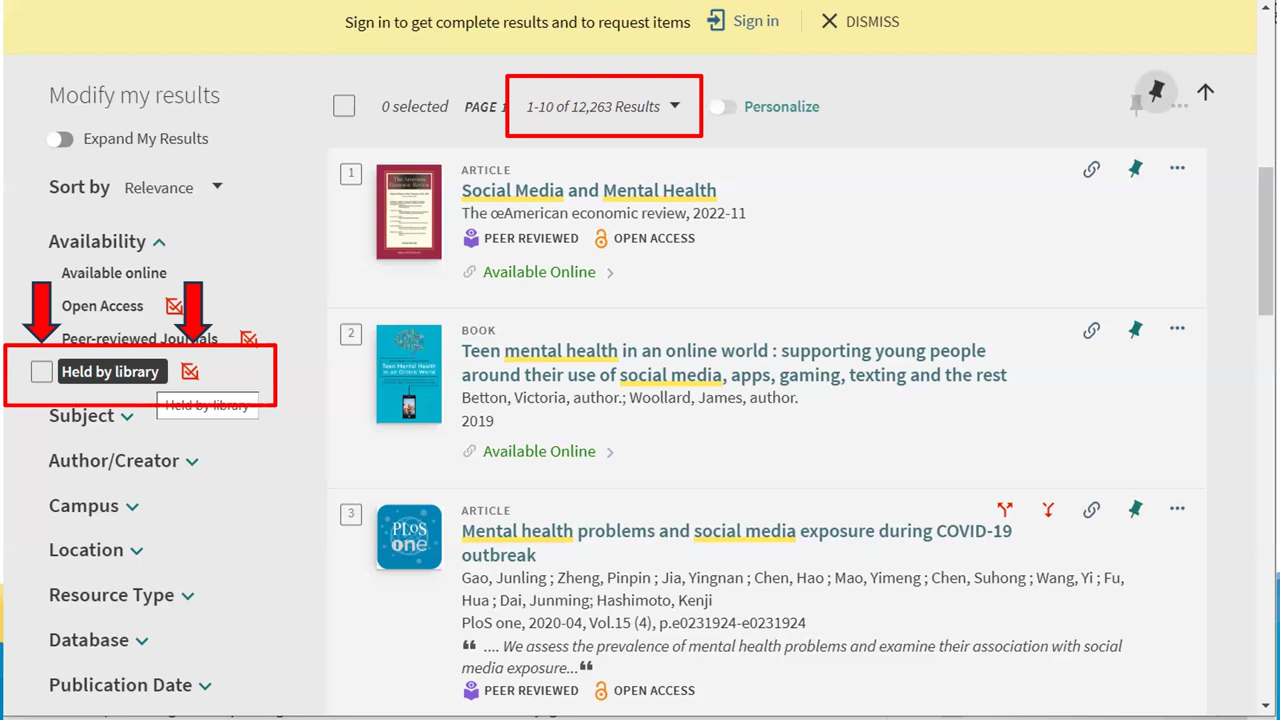 Sign in to get complete results and to request items Sign in DISMISS
Modify my results
Expand My Results
Sort by Relevance
Availability
Available online
Open Access
Peer-reviewed Journals
Held by library
Held by library
Subject
Author/Creator
Campus
Location
Resource Type
Database
Publication Date
0 selected PAGE 1 1-10 of 12,263 Results Personalize
1
ARTICLE
Social Media and Mental Health
The œAmerican economic review, 2022-11
PEER REVIEWED OPEN ACCESS
Available Online
2
BOOK
Teen mental health in an online world : supporting young people
around their use of social media, apps, gaming, texting and the rest
Betton, Victoria, author.; Woollard, James, author.
2019
Available Online
Teen Mental Health
in an Online World
3
ARTICLE
Mental health problems and social media exposure during COVID-19
outbreak
Gao, Junling ; Zheng, Pinpin ; Jia, Yingnan ; Chen, Hao ; Mao, Yimeng ; Chen, Suhong ; Wang, Yi ; Fu,
Hua ; Dai, Junming; Hashimoto, Kenji
PloS one, 2020-04, Vol.15 (4), p.e0231924-e0231924
❝ .... We assess the prevalence of mental health problems and examine their association with social
media exposure...❝
PEER REVIEWED OPEN ACCESS
PLoS
one